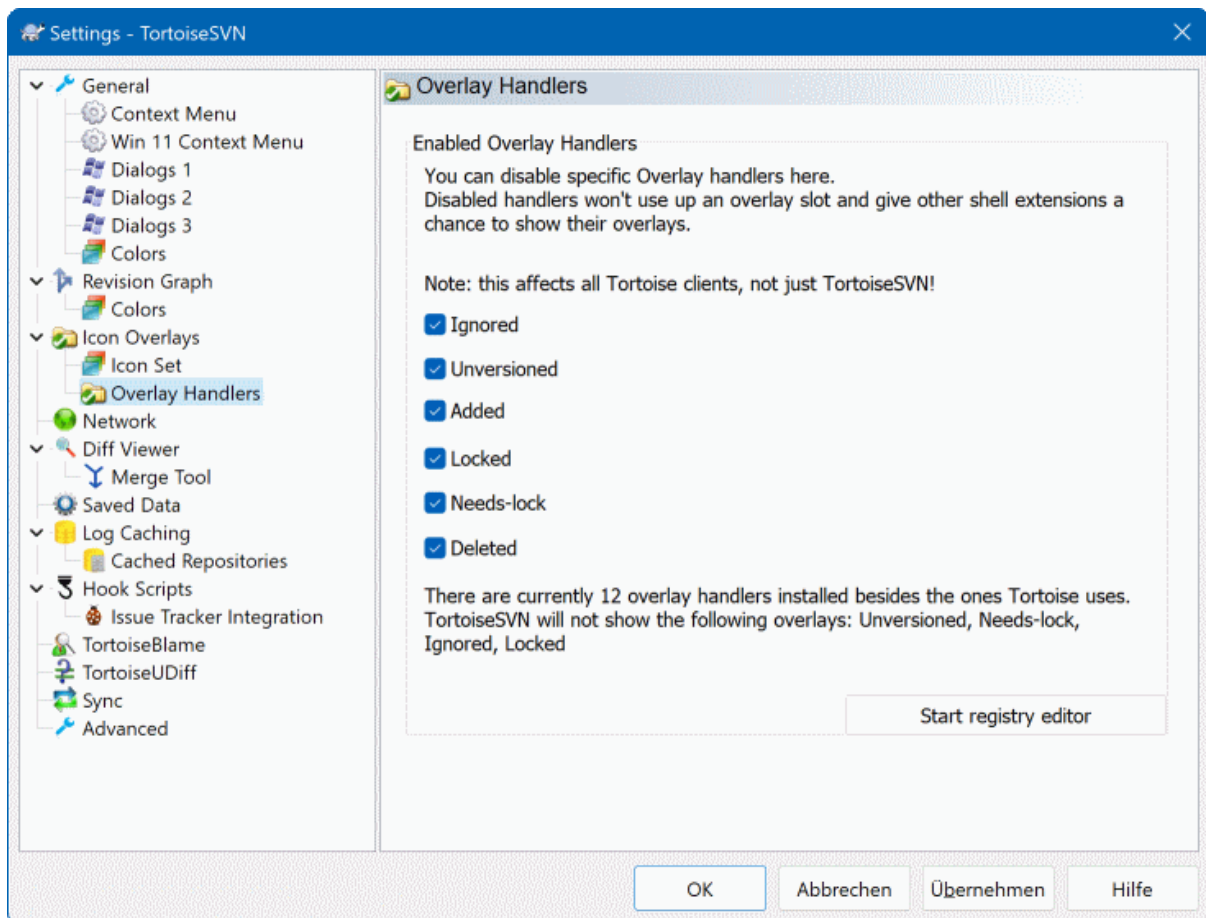 Settings - TortoiseSVN
General
Context Menu
Win 11 Context Menu
Dialogs 1
Dialogs 2
Dialogs 3
Colors
Revision Graph
Colors
Icon Overlays
Icon Set
Overlay Handlers
Network
Diff Viewer
Merge Tool
Saved Data
Log Caching
Cached Repositories
Hook Scripts
Issue Tracker Integration
TortoiseBlame
TortoiseUDiff
Sync
Advanced
Overlay Handlers
Enabled Overlay Handlers
You can disable specific Overlay handlers here.
Disabled handlers won't use up an overlay slot and give other shell extensions a
chance to show their overlays.
Note: this affects all Tortoise clients, not just TortoiseSVN!
Ignored
Unversioned
Added
Locked
Needs-lock
Deleted
There are currently 12 overlay handlers installed besides the ones Tortoise uses.
TortoiseSVN will not show the following overlays: Unversioned, Needs-lock,
Ignored, Locked
Start registry editor
OK
Abbrechen
Übernehmen
Hilfe